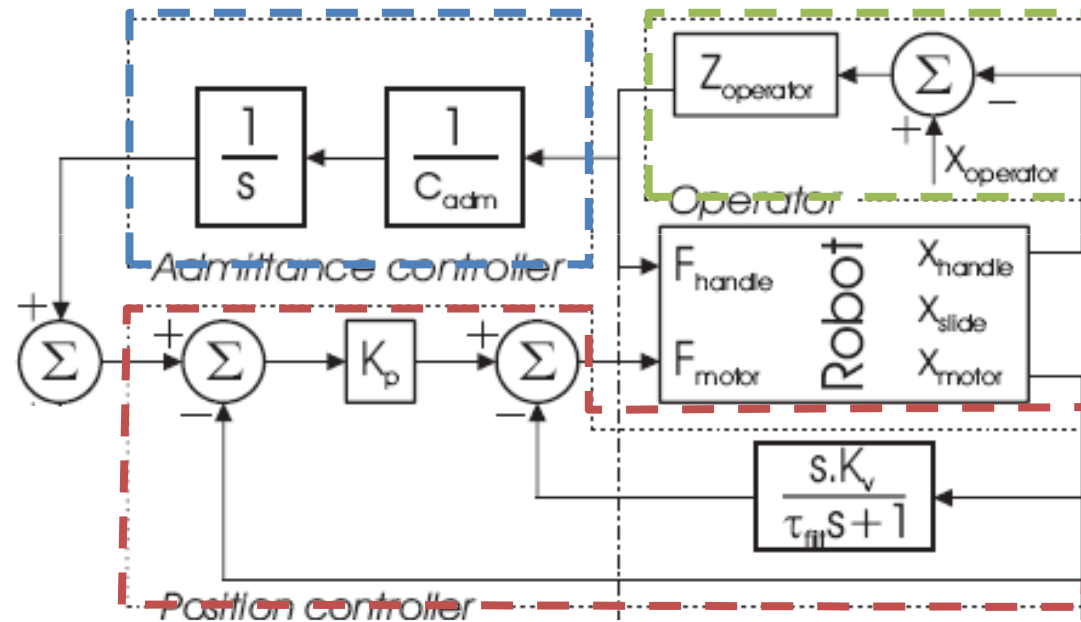 Z_operator
Σ
−
+
X_operator
Operator
1
s
1
C_adm
Admittance controller
+
Σ
+
Σ
−
K_p
+
Σ
−
F_handle
F_motor
Robot
X_handle
X_slide
X_motor
s.K_v
τ_filt s + 1
Position controller